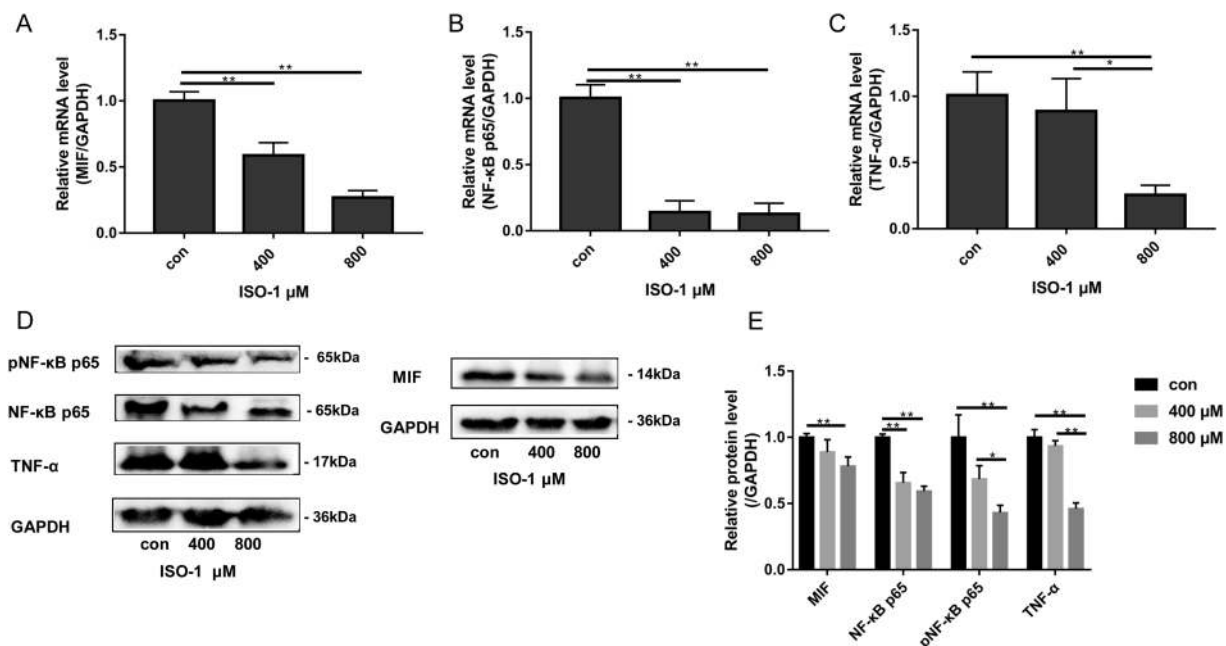 A
Relative mRNA level
(MIF/GAPDH)
1.5
1.0
0.5
0.0
**
**
con
400
800
ISO-1 μM
B
Relative mRNA level
(NF-κB p65/GAPDH)
1.5
1.0
0.5
0.0
**
**
con
400
800
ISO-1 μM
C
Relative mRNA level
(TNF-α/GAPDH)
1.5
1.0
0.5
0.0
**
*
con
400
800
ISO-1 μM
D
pNF-κB p65
- 65kDa
NF-κB p65
- 65kDa
TNF-α
- 17kDa
GAPDH
- 36kDa
con 400 800
ISO-1 μM
MIF
- 14kDa
GAPDH
- 36kDa
con 400 800
ISO-1 μM
E
Relative protein level
(/GAPDH)
1.5
1.0
0.5
0.0
**
**
**
**
*
**
**
MIF
NF-κB p65
pNF-κB p65
TNF-α
con
400 μM
800 μM